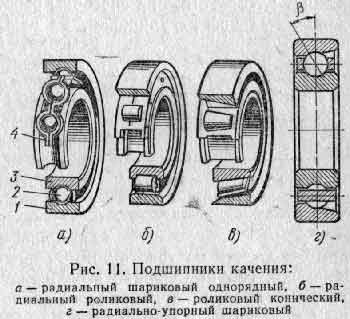 β
4
3
2
1
а) б) в) г)
Рис. 11. Подшипники качения:
а — радиальный шариковый однорядный, б — ра-
диальный роликовый, в — роликовый конический,
г — радиально-упорный шариковый